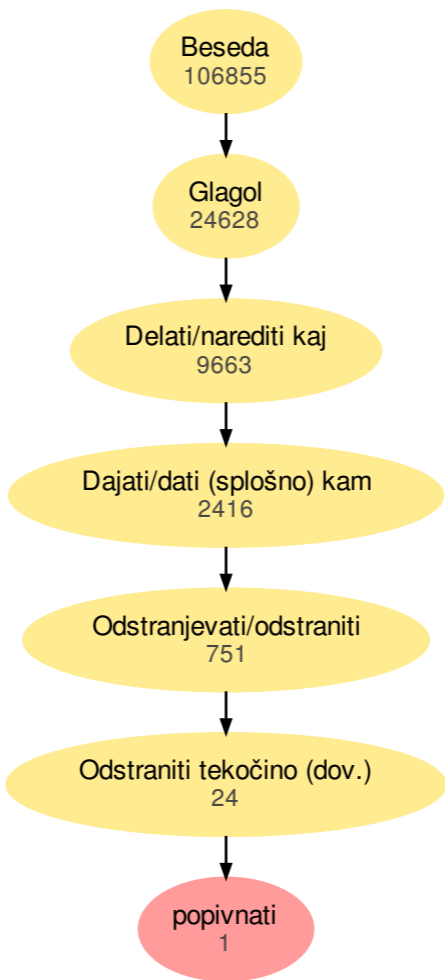 Beseda
106855
Glagol
24628
Delati/narediti kaj
9663
Dajati/dati (splošno) kam
2416
Odstranjevati/odstraniti
751
Odstraniti tekočino (dov.)
24
popivnati
1